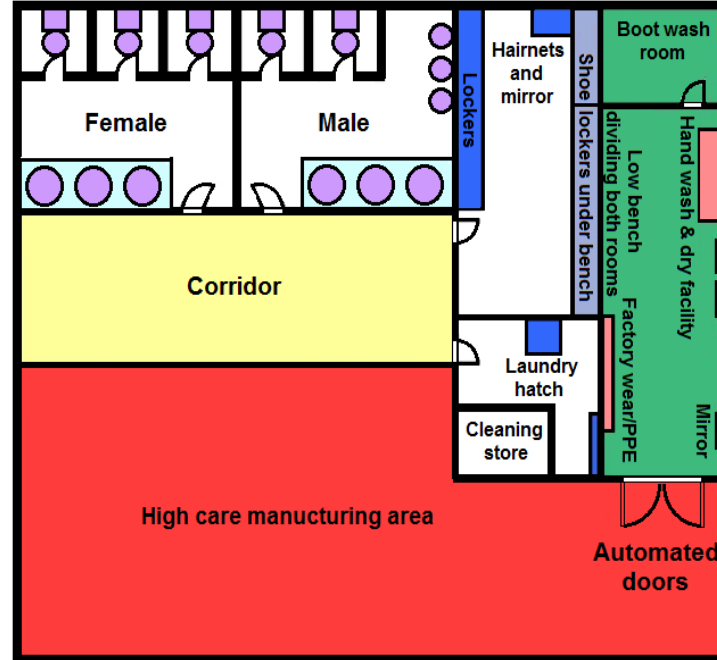 Boot wash
room
Hairnets
and
mirror
Shoe lockers under bench
Lockers
Female
Male
Low bench
dividing both rooms
Hand wash & dry facility
Corridor
Factory wear/PPE
Laundry
hatch
Mirror
Cleaning
store
High care manucturing area
Automated
doors